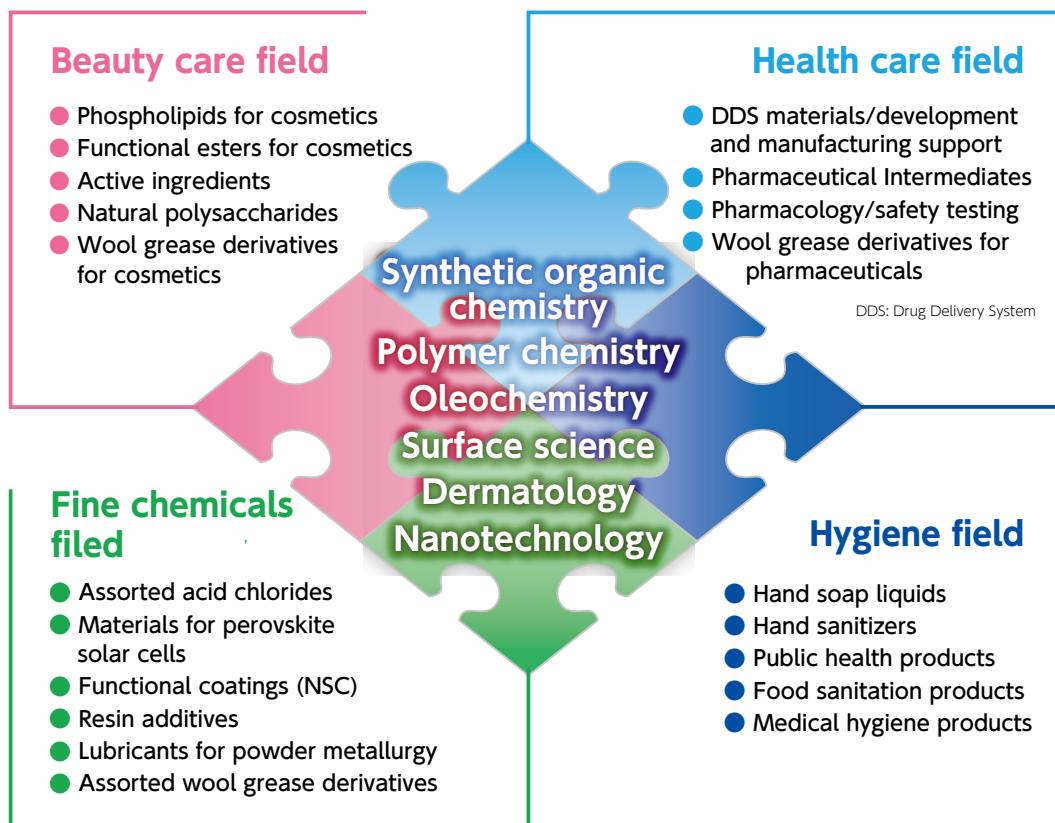 Beauty care field
Phospholipids for cosmetics
Functional esters for cosmetics
Active ingredients
Natural polysaccharides
Wool grease derivatives
for cosmetics
Health care field
DDS materials/development
and manufacturing support
Pharmaceutical Intermediates
Pharmacology/safety testing
Wool grease derivatives for
pharmaceuticals
DDS: Drug Delivery System
Synthetic organic
chemistry
Polymer chemistry
Oleochemistry
Surface science
Dermatology
Nanotechnology
Fine chemicals
filed
Assorted acid chlorides
Materials for perovskite
solar cells
Functional coatings (NSC)
Resin additives
Lubricants for powder metallurgy
Assorted wool grease derivatives
Hygiene field
Hand soap liquids
Hand sanitizers
Public health products
Food sanitation products
Medical hygiene products